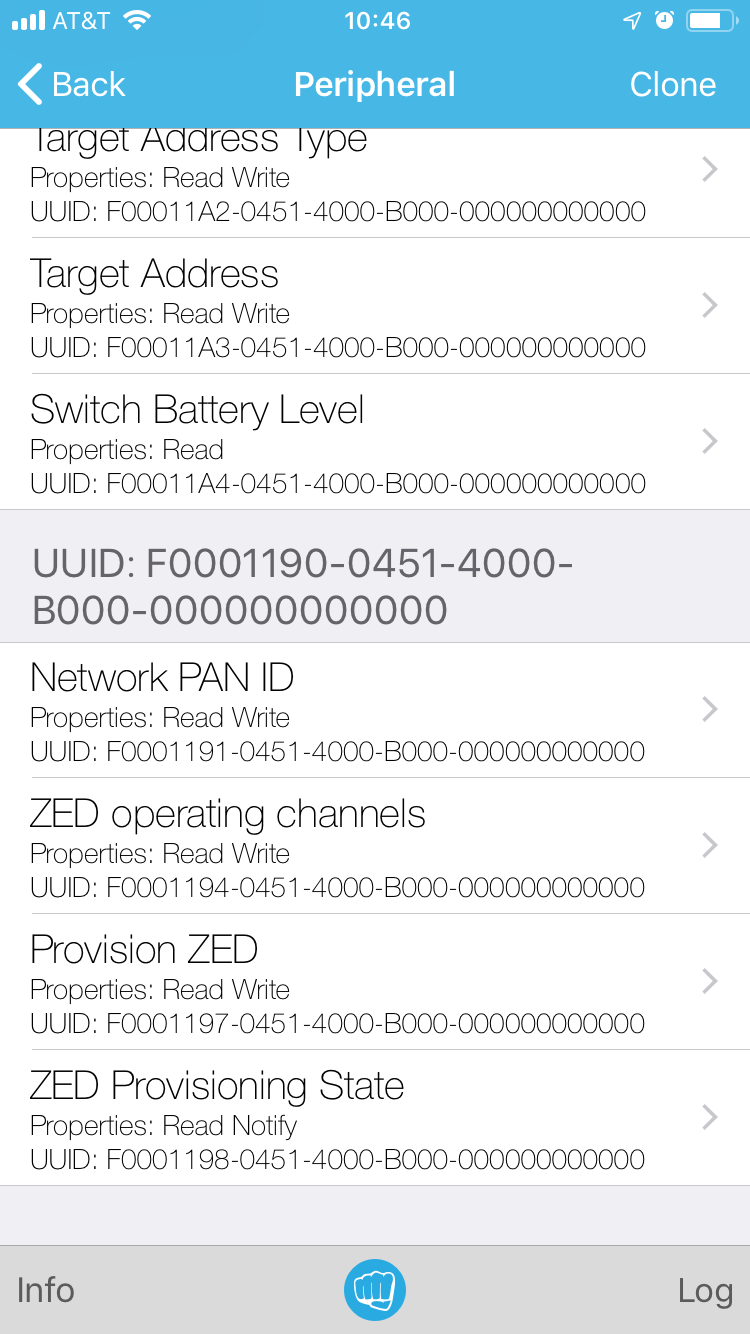 AT&T 10:46
Back Peripheral Clone
Target Address Type
Properties: Read Write
UUID: F00011A2-0451-4000-B000-000000000000
Target Address
Properties: Read Write
UUID: F00011A3-0451-4000-B000-000000000000
Switch Battery Level
Properties: Read
UUID: F00011A4-0451-4000-B000-000000000000
UUID: F0001190-0451-4000-
B000-000000000000
Network PAN ID
Properties: Read Write
UUID: F0001191-0451-4000-B000-000000000000
ZED operating channels
Properties: Read Write
UUID: F0001194-0451-4000-B000-000000000000
Provision ZED
Properties: Read Write
UUID: F0001197-0451-4000-B000-000000000000
ZED Provisioning State
Properties: Read Notify
UUID: F0001198-0451-4000-B000-000000000000
Info Log